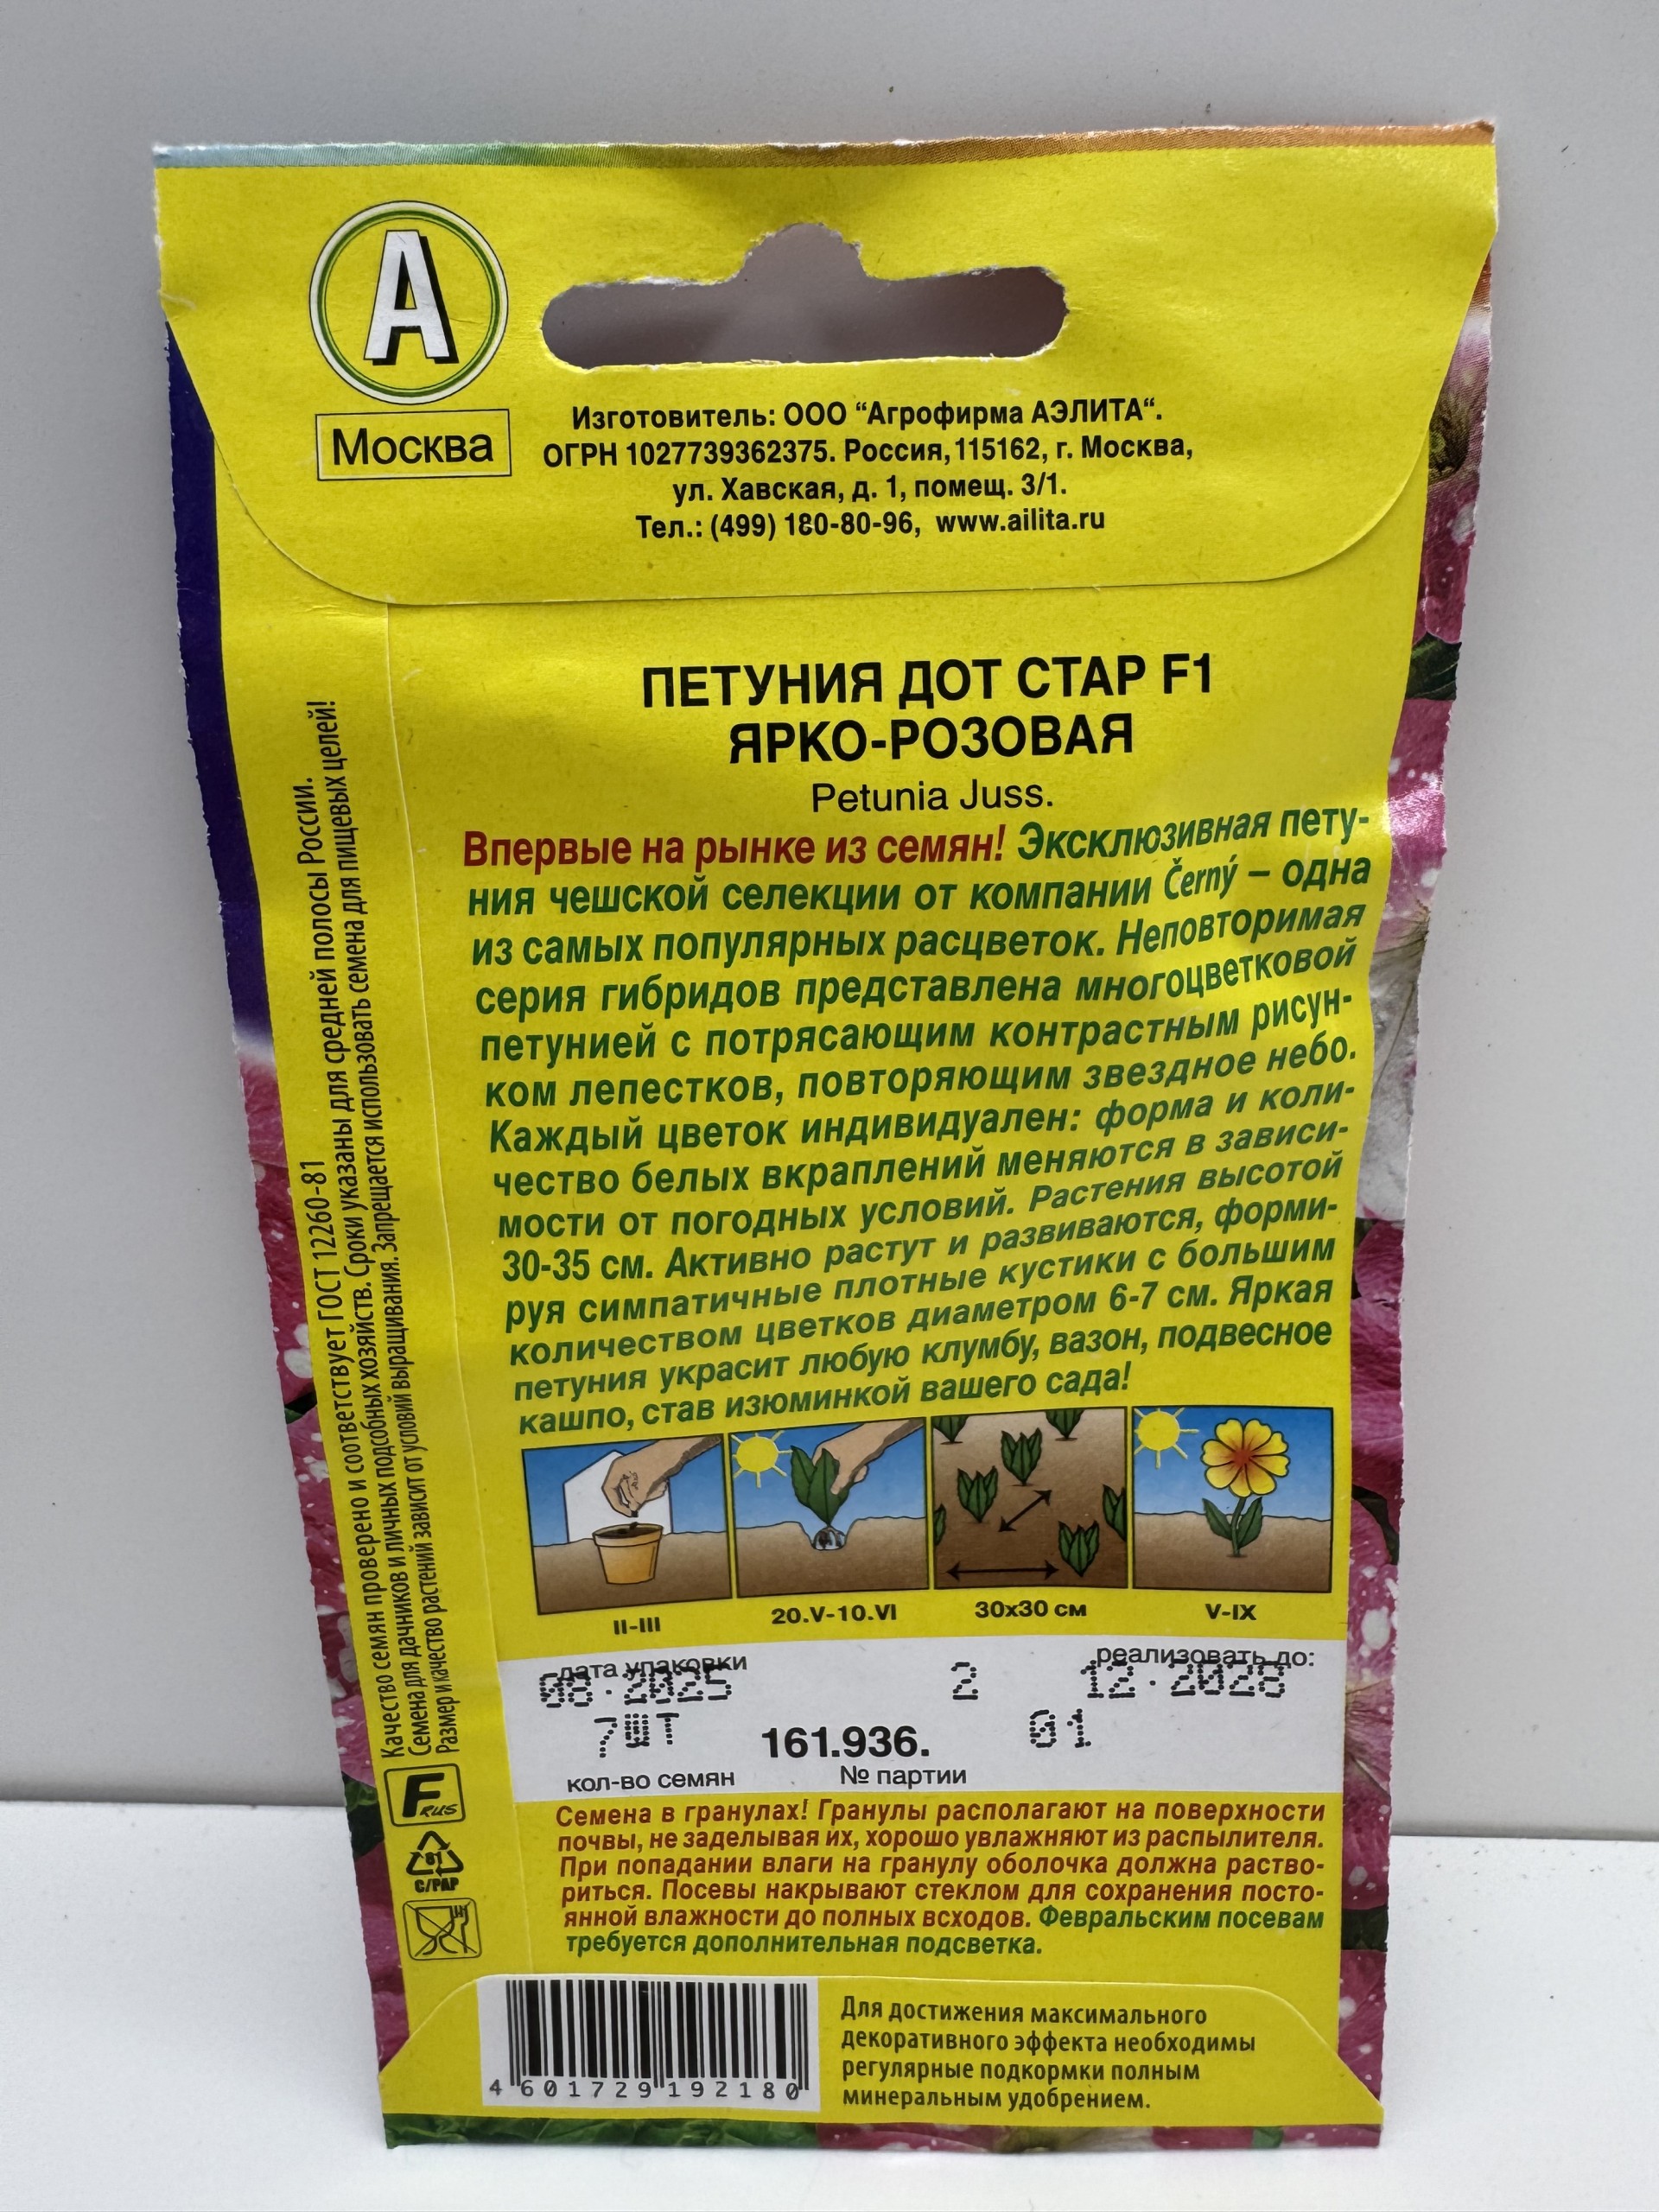 А
Москва
Изготовитель: ООО “Агрофирма АЭЛИТА“.
ОГРН 1027739362375. Россия, 115162, г. Москва,
ул. Хавская, д. 1, помещ. 3/1.
Тел.: (499) 180-80-96, www.ailita.ru
ПЕТУНИЯ ДОТ СТАР F1
ЯРКО-РОЗОВАЯ
Petunia Juss.
Впервые на рынке из семян! Эксклюзивная пету-
ния чешской селекции от компании Černý – одна
из самых популярных расцветок. Неповторимая
серия гибридов представлена многоцветковой
петунией с потрясающим контрастным рисун-
ком лепестков, повторяющим звездное небо.
Каждый цветок индивидуален: форма и коли-
чество белых вкраплений меняются в зависи-
мости от погодных условий. Растения высотой
30-35 см. Активно растут и развиваются, форми-
руя симпатичные плотные кустики с большим
количеством цветков диаметром 6-7 см. Яркая
петуния украсит любую клумбу, вазон, подвесное
кашпо, став изюминкой вашего сада!
II-III
20.V-10.VI
30х30 см
V-IX
дата упаковки
реализовать до:
08.2025 2 12.2028
7ШТ 161.936. 01
кол-во семян
№ партии
Семена в гранулах! Гранулы располагают на поверхности
почвы, не заделывая их, хорошо увлажняют из распылителя.
При попадании влаги на гранулу оболочка должна раство-
риться. Посевы накрывают стеклом для сохранения посто-
янной влажности до полных всходов. Февральским посевам
требуется дополнительная подсветка.
4 601729 192180
Для достижения максимального
декоративного эффекта необходимы
регулярные подкормки полным
минеральным удобрением.
Качество семян проверено и соответствует ГОСТ 12260-81
Семена для дачников и личных подсобных хозяйств. Сроки указаны для средней полосы России.
Размер и качество растений зависит от условий выращивания. Запрещается использовать семена для пищевых целей!
F RUS
81
C/PAP